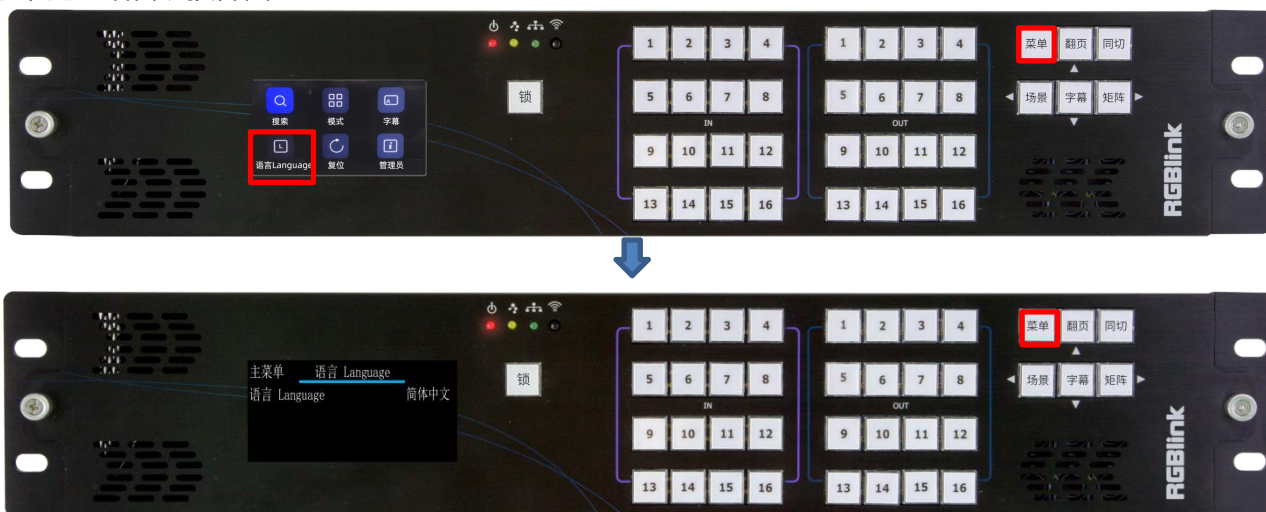 1 2 3 4
1 2 3 4
菜单 翻页 同切
搜索 模式 字幕
锁
5 6 7 8
5 6 7 8
场景 字幕 矩阵
IN
OUT
语言Language 复位 管理员
9 10 11 12
9 10 11 12
RGBlink
13 14 15 16
13 14 15 16
1 2 3 4
1 2 3 4
菜单 翻页 同切
主菜单 语言 Language
语言 Language 简体中文
锁
5 6 7 8
5 6 7 8
场景 字幕 矩阵
IN
OUT
9 10 11 12
9 10 11 12
RGBlink
13 14 15 16
13 14 15 16